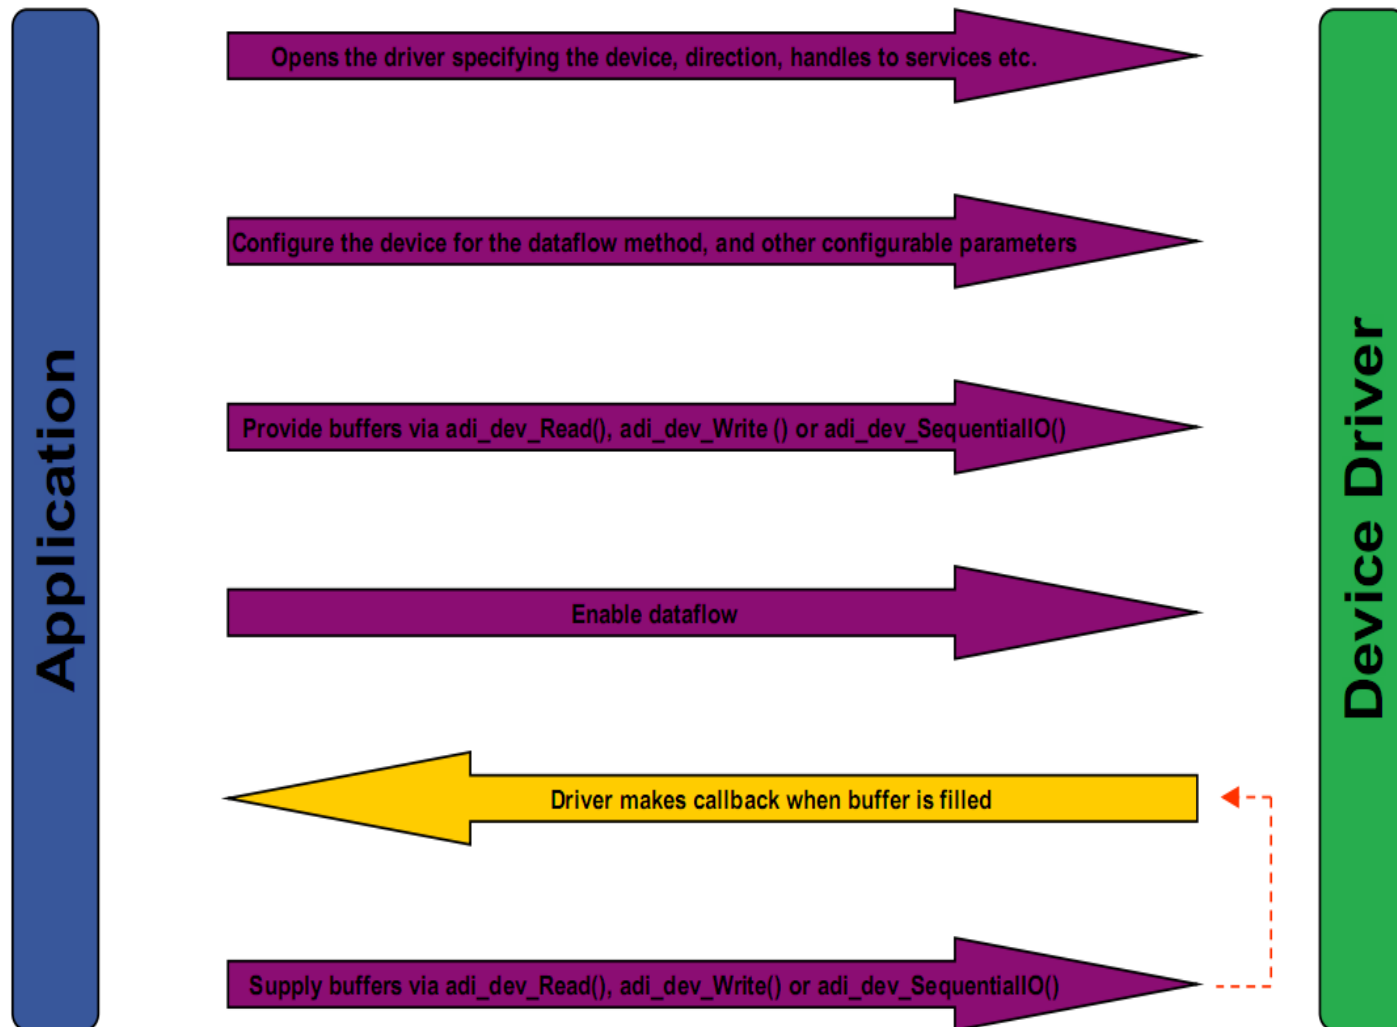 Application
Opens the driver specifying the device, direction, handles to services etc.
Configure the device for the dataflow method, and other configurable parameters
Provide buffers via adi_dev_Read(), adi_dev_Write () or adi_dev_SequentialIO()
Enable dataflow
Driver makes callback when buffer is filled
Supply buffers via adi_dev_Read(), adi_dev_Write() or adi_dev_SequentialIO()
Device Driver